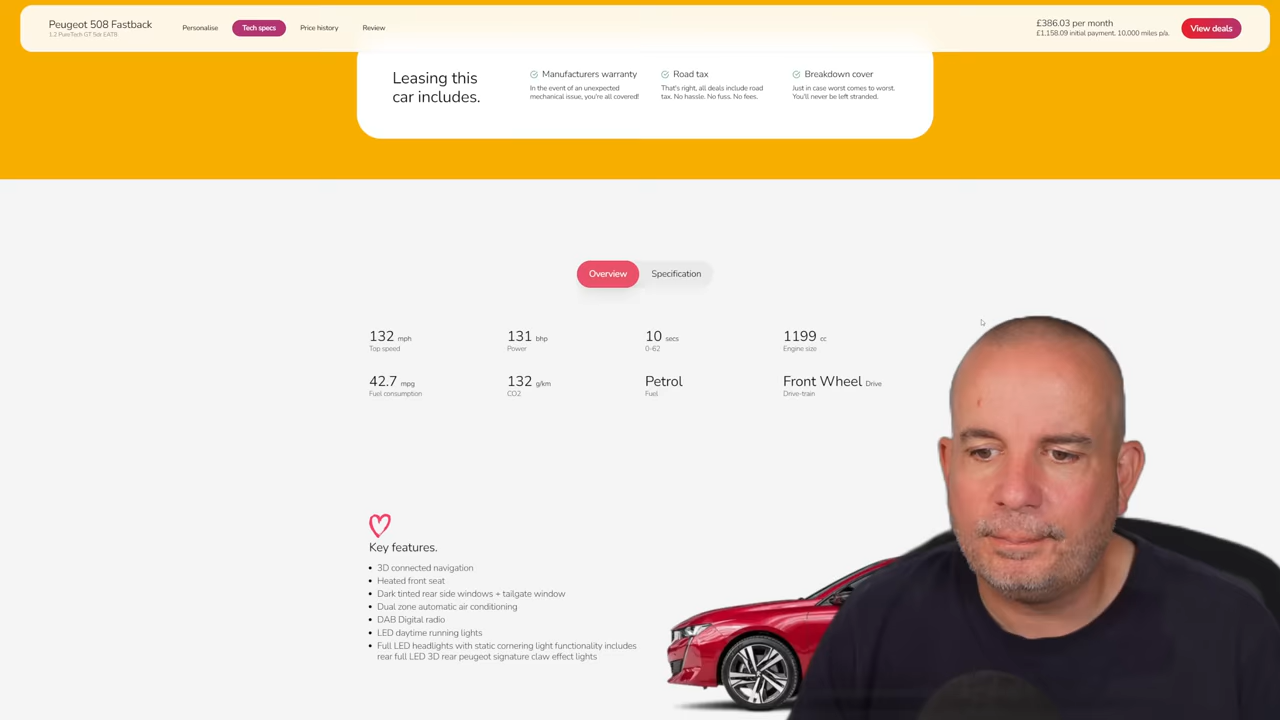 Peugeot 508 Fastback
1.2 PureTech GT 5dr EAT8
Personalise
Tech specs
Price history
Review
£386.03 per month
£1,158.09 initial payment. 10,000 miles p/a.
View deals
Leasing this
car includes.
Manufacturers warranty
In the event of an unexpected
mechanical issue, you're all covered!
Road tax
That's right, all deals include road
tax. No hassle. No fuss. No fees.
Breakdown cover
Just in case worst comes to worst.
You'll never be left stranded.
Overview
Specification
132 mph
Top speed
131 bhp
Power
10 secs
0-62
1199 cc
Engine size
42.7 mpg
Fuel consumption
132 g/km
CO2
Petrol
Fuel
Front Wheel Drive
Drive-train
Key features.
3D connected navigation
Heated front seat
Dark tinted rear side windows + tailgate window
Dual zone automatic air conditioning
DAB Digital radio
LED daytime running lights
Full LED headlights with static cornering light functionality includes
rear full LED 3D rear peugeot signature claw effect lights